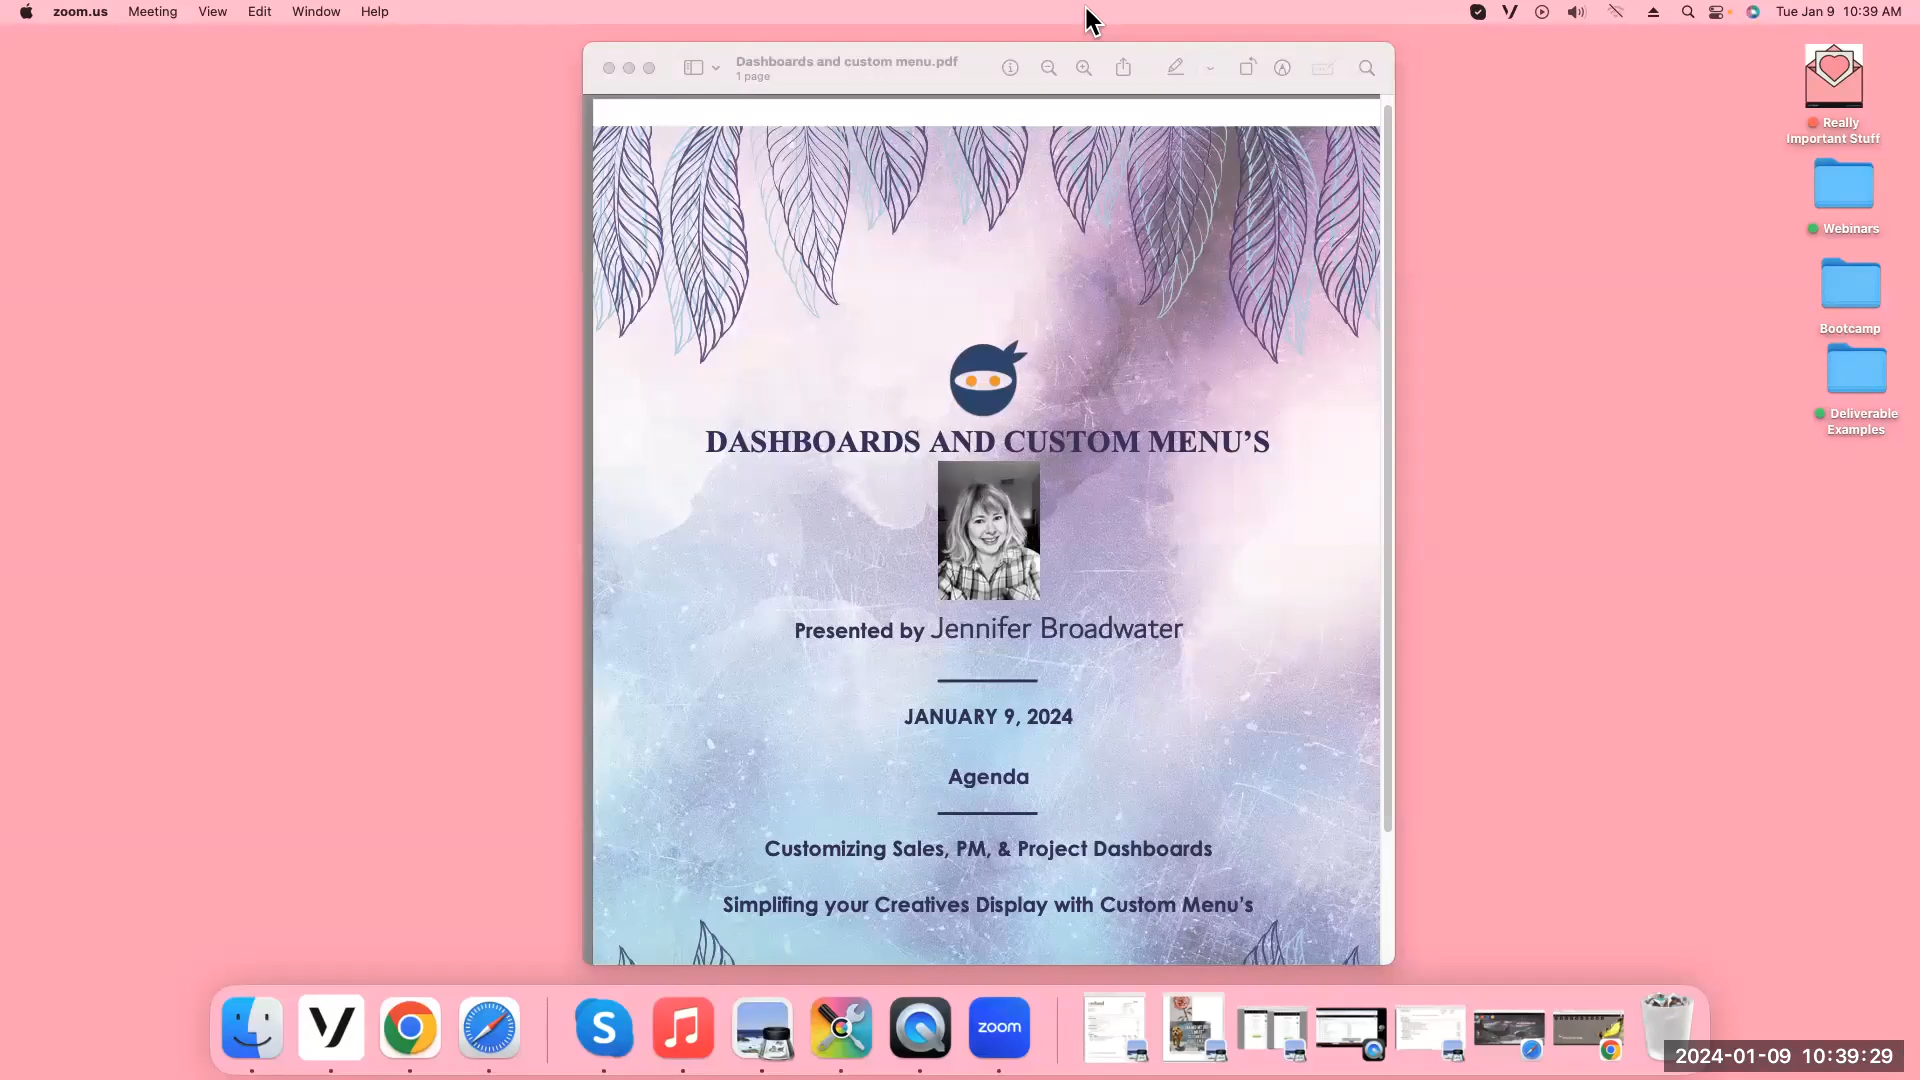 zoom.us Meeting View Edit Window Help
Tue Jan 9 10:39 AM
Dashboards and custom menu.pdf
1 page
Really
Important Stuff
Webinars
Bootcamp
Deliverable
Examples
DASHBOARDS AND CUSTOM MENU’S
Presented by Jennifer Broadwater
JANUARY 9, 2024
Agenda
Customizing Sales, PM, & Project Dashboards
Simplifing your Creatives Display with Custom Menu’s
zoom
2024-01-09 10:39:29